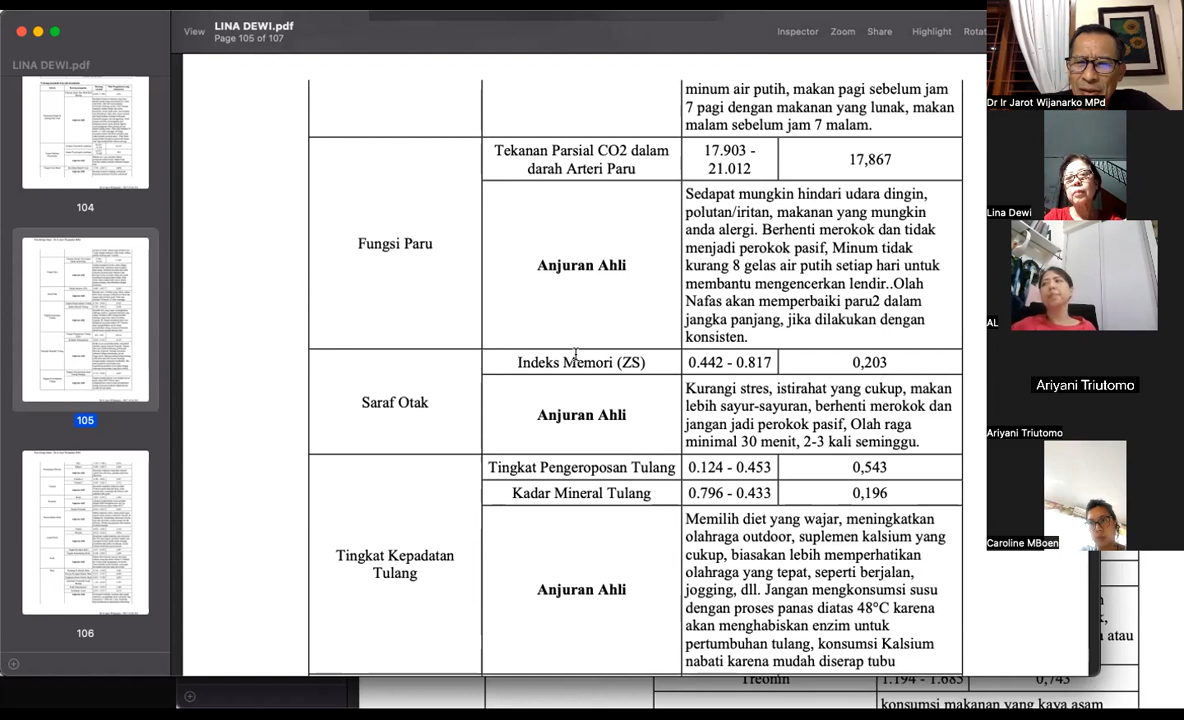 View
LINA DEWI.pdf
Page 105 of 107
Inspector
Zoom
Share
Highlight
LINA DEWI.pdf
104
105
106
minum air putih, makan pagi sebelum jam
7 pagi dengan makanan yang lunak, makan
malam sebelum jam 7 malam.
Fungsi Paru
Tekanan Parsial CO2 dalam
darah Arteri Paru
17.903 -
21.012
17,867
Anjuran Ahli
Sedapat mungkin hindari udara dingin,
polutan/iritan, makanan yang mungkin
anda alergi. Berhenti merokok dan tidak
menjadi perokok pasif, Minum tidak
kurang 8 gelas air putih setiap hari untuk
membantu mengencerkan lendir..Olah
Nafas akan memperbaiki paru2 dalam
jangka panjang, jika dilakukan dengan
konsisten.
Saraf Otak
Indeks Memori (ZS)
0.442 - 0.817
0,203
Anjuran Ahli
Kurangi stres, istirahat yang cukup, makan
lebih sayur-sayuran, berhenti merokok dan
jangan jadi perokok pasif, Olah raga
minimal 30 menit, 2-3 kali seminggu.
Tingkat Kepadatan
Tulang
Tingkat Pengeroposan Tulang
0.124 - 0.453
0,543
Kadar Mineral Tulang
0.796 - 0.433
0,196
Anjuran Ahli
Memilih diet yang wajar, meningkatkan
olahraga outdoor, suplemen kalsium yang
cukup, biasakan lebih memperhatikan
olahraga yang tepat, seperti berjalan,
jogging, dll. Jangan mengkonsumsi susu
dengan proses panas diatas 48°C karena
akan menghabiskan enzim untuk
pertumbuhan tulang, konsumsi Kalsium
nabati karena mudah diserap tubu
atau
Treonin
1.194 - 1.685
0,743
konsumsi makanan yang kaya asam
Dr Ir Jarot Wijanarko MPd
Lina Dewi
AL
Ariyani Triutomo
Ariyani Triutomo
Caroline MBoen